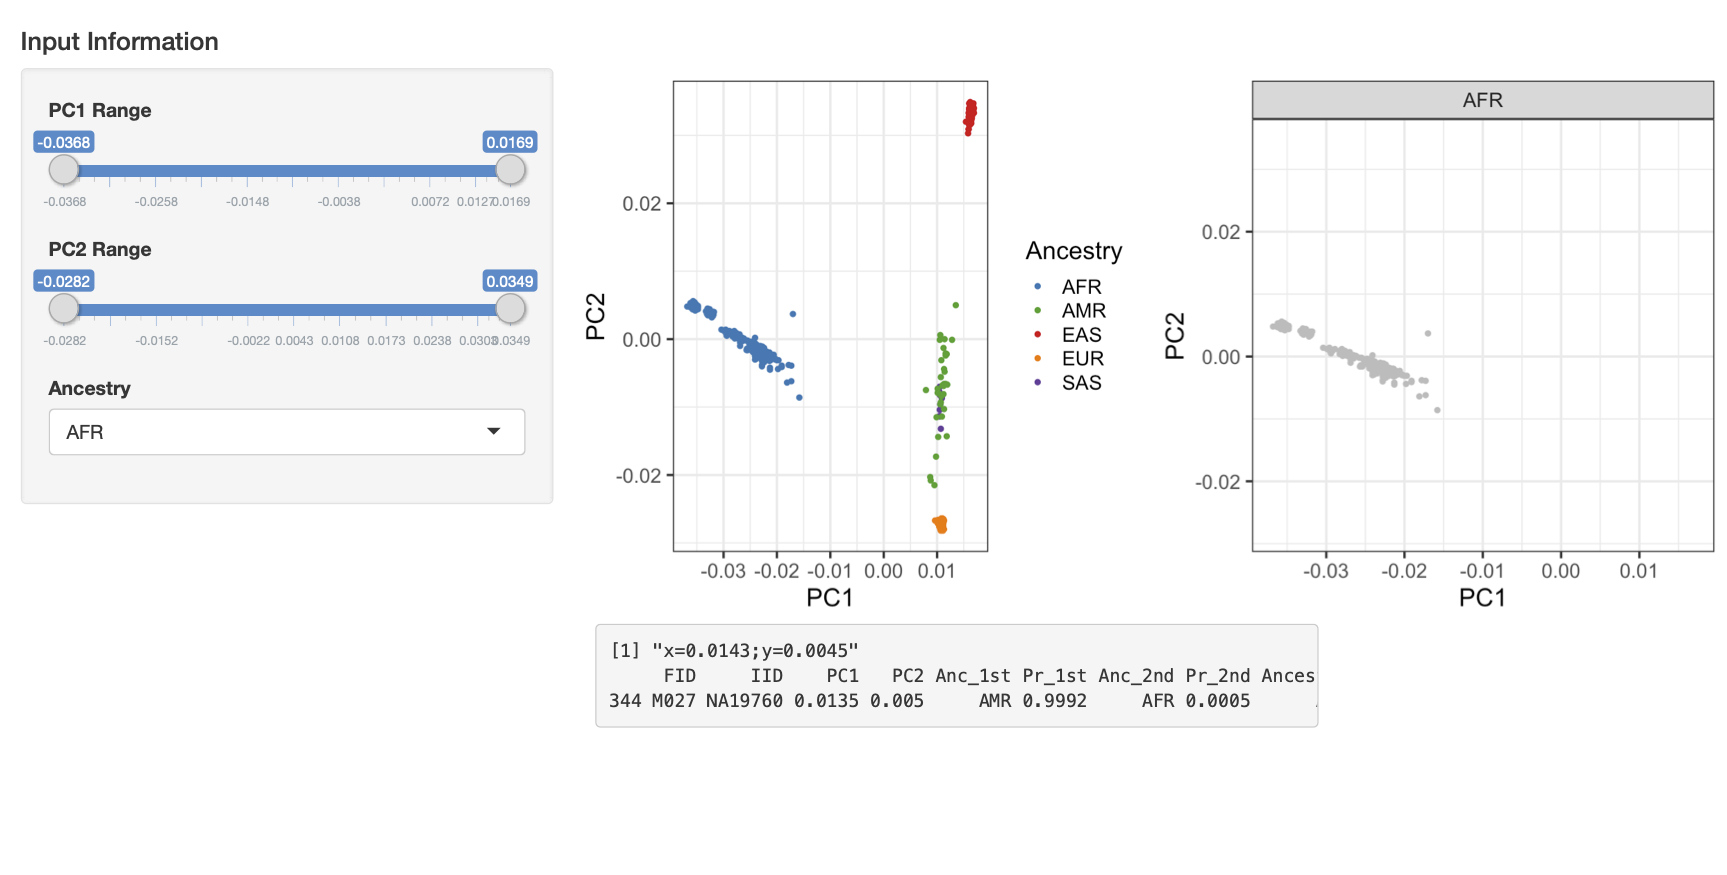 Input Information
PC1 Range
-0.0368 0.0169
-0.0368 -0.0258 -0.0148 -0.0038 0.0072 0.0127 0.0169
PC2 Range
-0.0282 0.0349
-0.0282 -0.0152 -0.0022 0.0043 0.0108 0.0173 0.0238 0.0303 0.0349
Ancestry
AFR
PC2
0.02
0.00
-0.02
-0.03 -0.02 -0.01 0.00 0.01
PC1
Ancestry
AFR
AMR
EAS
EUR
SAS
AFR
PC2
0.02
0.00
-0.02
-0.03 -0.02 -0.01 0.00 0.01
PC1
[1] "x=0.0143;y=0.0045"
FID IID PC1 PC2 Anc_1st Pr_1st Anc_2nd Pr_2nd Ances
344 M027 NA19760 0.0135 0.005 AMR 0.9992 AFR 0.0005